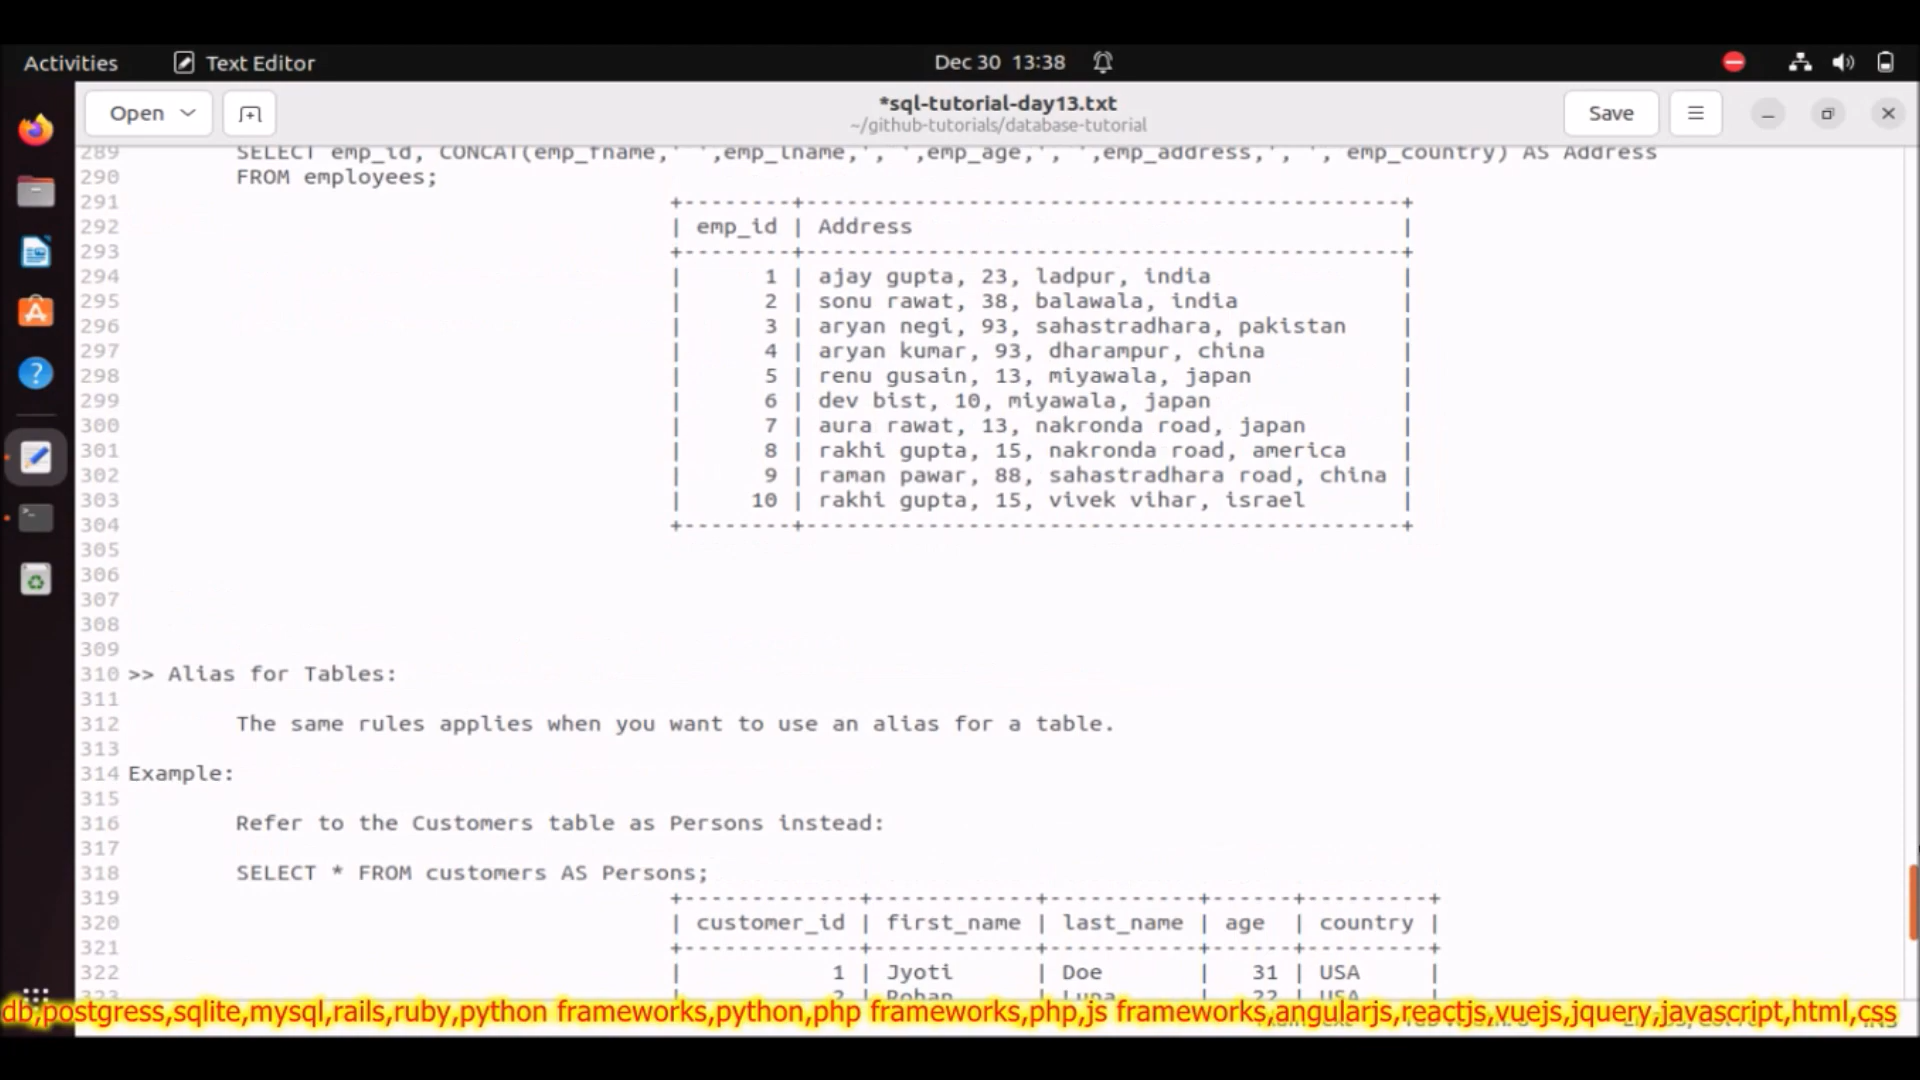 Activities Text Editor Dec 30 13:38
Open *sql-tutorial-day13.txt Save
~/github-tutorials/database-tutorial
289 SELECT emp_id, CONCAT(emp_fname,' ',emp_lname,', ',emp_age,', ',emp_address,', ', emp_country) AS Address
290 FROM employees;
291 +--------+---------------------------------------------+
292 | emp_id | Address |
293 +--------+---------------------------------------------+
294 | 1 | ajay gupta, 23, ladpur, india |
295 | 2 | sonu rawat, 38, balawala, india |
296 | 3 | aryan negi, 93, sahastradhara, pakistan |
297 | 4 | aryan kumar, 93, dharampur, china |
298 | 5 | renu gusain, 13, miyawala, japan |
299 | 6 | dev bist, 10, miyawala, japan |
300 | 7 | aura rawat, 13, nakronda road, japan |
301 | 8 | rakhi gupta, 15, nakronda road, america |
302 | 9 | raman pawar, 88, sahastradhara road, china |
303 | 10 | rakhi gupta, 15, vivek vihar, israel |
304 +--------+---------------------------------------------+
305
306
307
308
309
310 >> Alias for Tables:
311
312 The same rules applies when you want to use an alias for a table.
313
314 Example:
315
316 Refer to the Customers table as Persons instead:
317
318 SELECT * FROM customers AS Persons;
319 +-------------+------------+-----------+------+---------+
320 | customer_id | first_name | last_name | age | country |
321 +-------------+------------+-----------+------+---------+
322 | 1 | Jyoti | Doe | 31 | USA |
323 | 2 | Rohan | Luna | 22 | USA |
db,postgress,sqlite,mysql,rails,ruby,python frameworks,python,php frameworks,php,js frameworks,angularjs,reactjs,vuejs,jquery,javascript,html,css